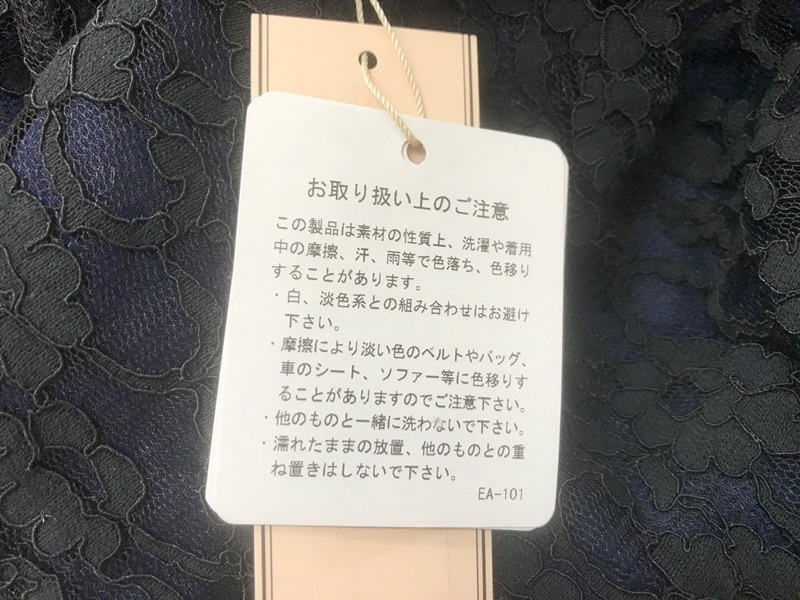 お取り扱い上のご注意
この製品は素材の性質上、洗濯や着用
中の摩擦、汗、雨等で色落ち、色移り
することがあります。
・白、淡色系との組み合わせはお避け
下さい。
・摩擦により淡い色のベルトやバッグ、
車のシート、ソファー等に色移りす
ることがありますのでご注意下さい。
・他のものと一緒に洗わないで下さい。
・濡れたままの放置、他のものとの重
ね置きはしないで下さい。
EA-101